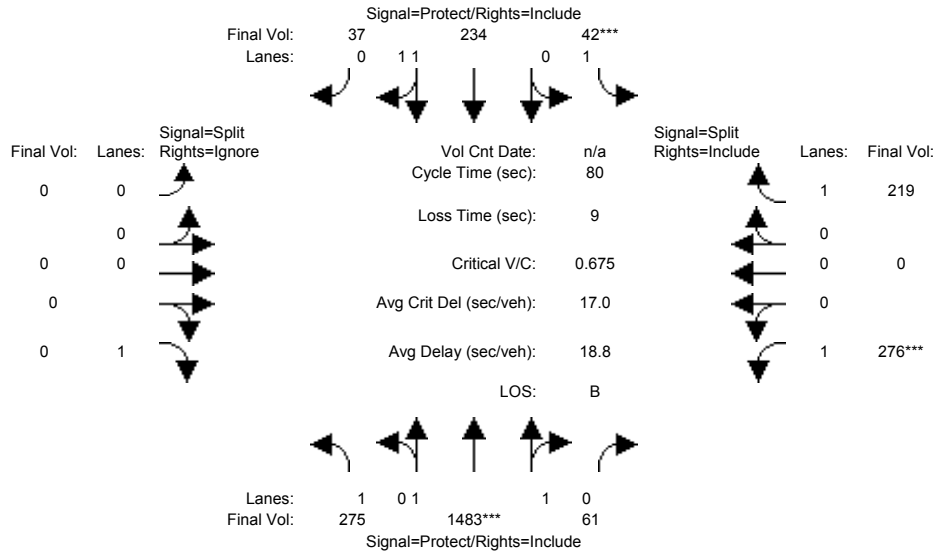 Signal=Protect/Rights=Include
Final Vol: 37 234 42***
Lanes: 0 1 1 0 1
Signal=Split
Final Vol: Lanes: Rights=Ignore
Vol Cnt Date: n/a
Signal=Split
Rights=Include Lanes: Final Vol:
Cycle Time (sec): 80
0 0
1 219
Loss Time (sec): 9
0
0
0 0
Critical V/C: 0.675
0 0
0
Avg Crit Del (sec/veh): 17.0
0
0 1
Avg Delay (sec/veh): 18.8
1 276***
LOS: B
Lanes: 1 0 1 1 0
Final Vol: 275 1483*** 61
Signal=Protect/Rights=Include